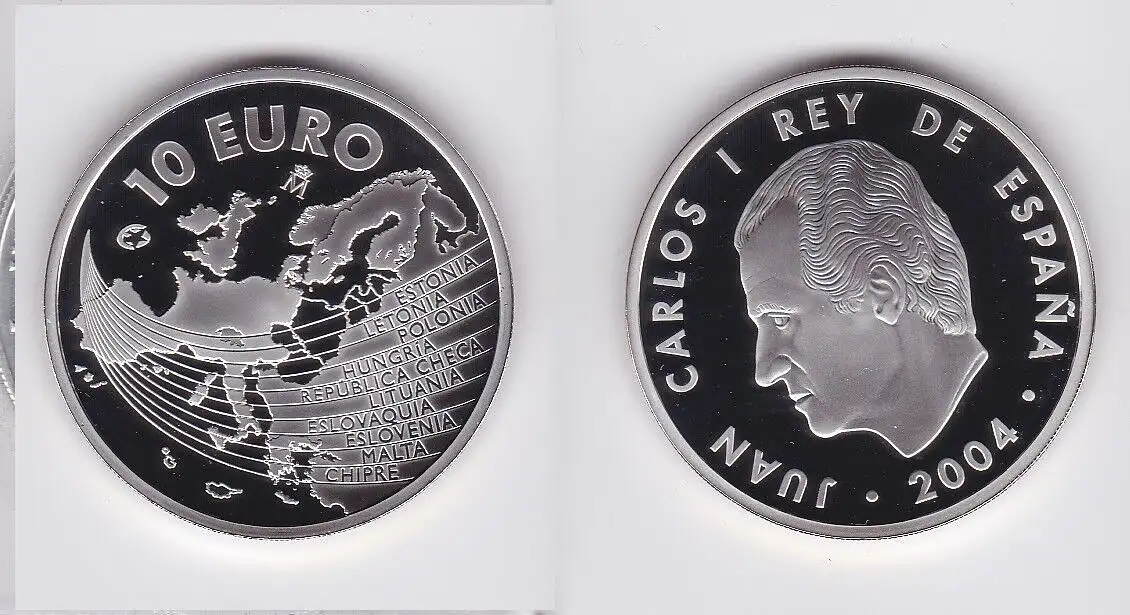 10 EURO
M
ESTONIA
LETONIA
POLONIA
HUNGRIA
REPUBLICA CHECA
LITUANIA
ESLOVAQUIA
ESLOVENIA
MALTA
CHIPRE
JUAN CARLOS I REY DE ESPAÑA • 2004 •